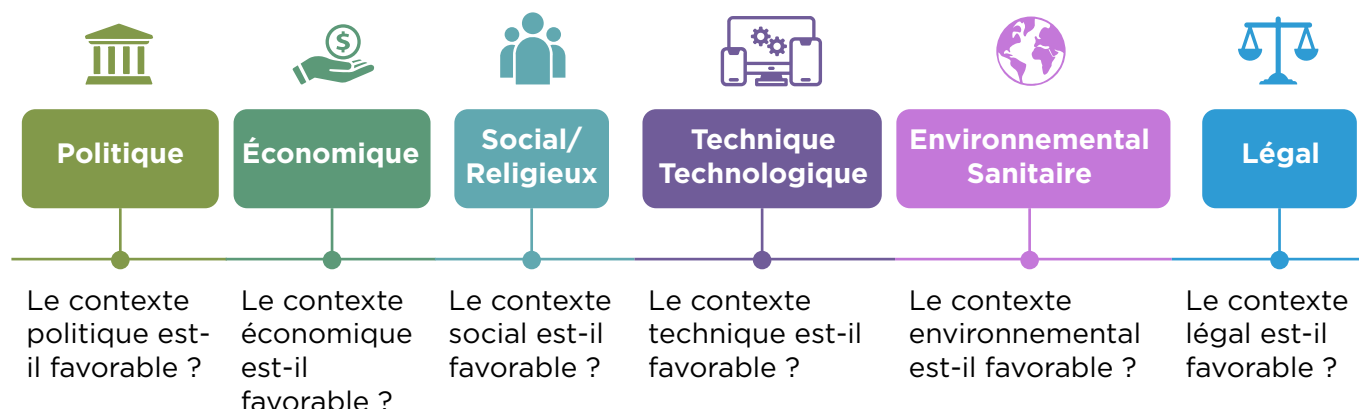 $
Politique
Économique
Social/
Religieux
Technique
Technologique
Environnemental
Sanitaire
Légal
Le contexte
politique est-
il favorable ?
Le contexte
économique
est-il
favorable ?
Le contexte
social est-il
favorable ?
Le contexte
technique est-il
favorable ?
Le contexte
environnemental
est-il favorable ?
Le contexte
légal est-il
favorable ?